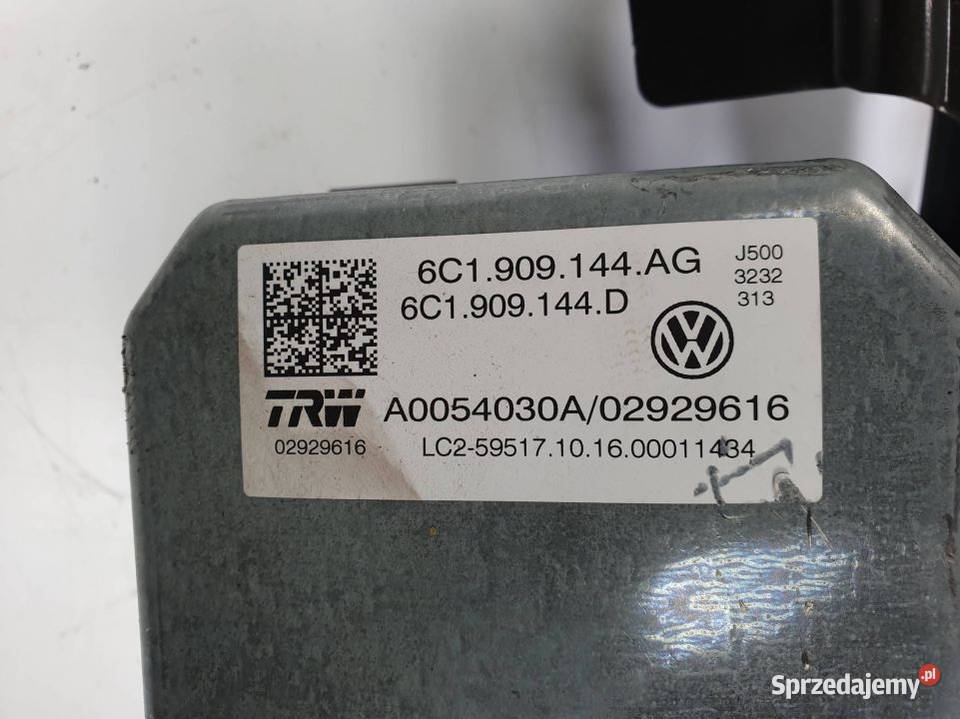 6C1.909.144.AG
6C1.909.144.D
J500
3232
313
TRW A0054030A/02929616
02929616 LC2-59517.10.16.00011434
Sprzedajemy.pl